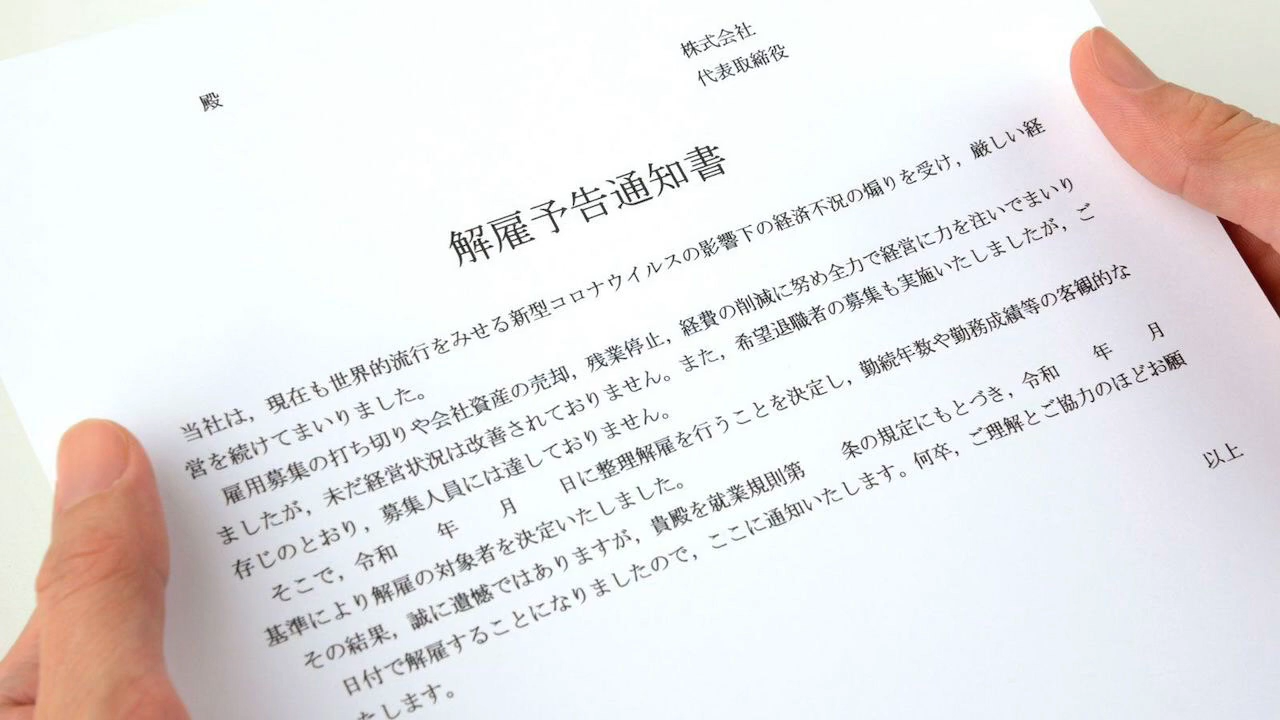 株式会社
代表取締役
殿
解雇予告通知書
当社は，現在も世界的流行をみせる新型コロナウイルスの影響下の経済不況の煽りを受け，厳しい経
営を続けてまいりました。
雇用募集の打ち切りや会社資産の売却，残業停止，経費の削減に努め全力で経営に力を注いでまいり
ましたが，未だ経営状況は改善されておりません。また，希望退職者の募集も実施いたしましたが，ご
存じのとおり，募集人員には達しておりません。
そこで，令和　　年　　月　　日に整理解雇を行うことを決定し，勤続年数や勤務成績等の客観的な
基準により解雇の対象者を決定いたしました。
その結果，誠に遺憾ではありますが，貴殿を就業規則第　　条の規定にもとづき，令和　　年　　月
日付で解雇することになりましたので，ここに通知いたします。何卒，ご理解とご協力のほどお願
たします。
以上